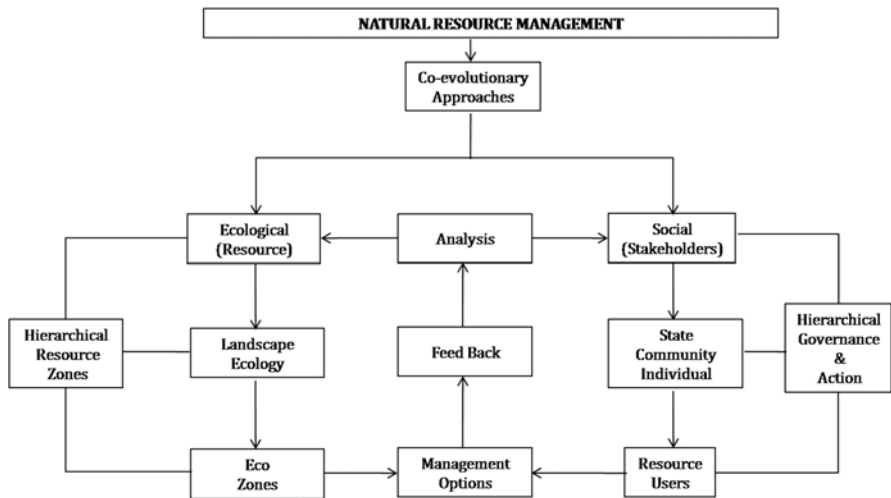 NATURAL RESOURCE MANAGEMENT
Co-evolutionary
Approaches
Ecological
(Resource)
Analysis
Social
(Stakeholders)
Hierarchical
Resource
Zones
Landscape
Ecology
Feed Back
State
Community
Individual
Hierarchical
Governance
&
Action
Eco
Zones
Management
Options
Resource
Users